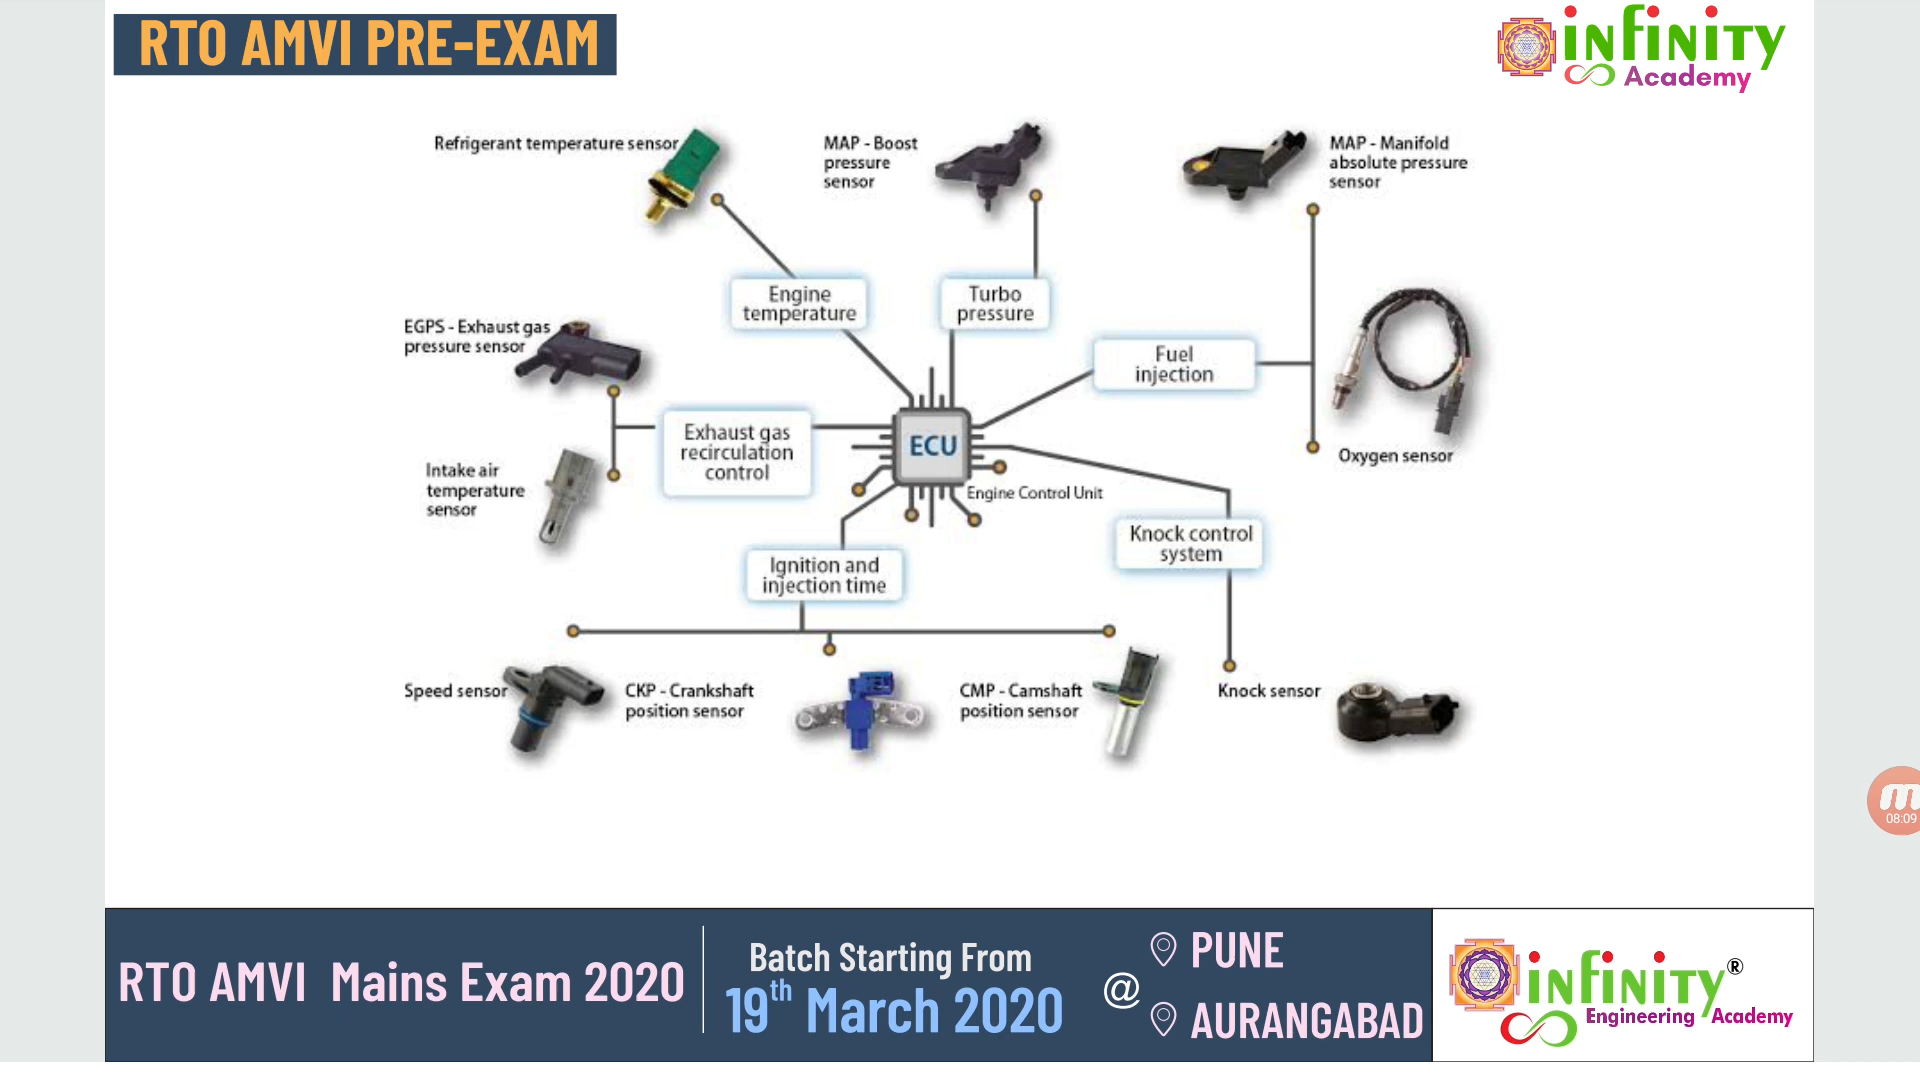 RTO AMVI PRE-EXAM
infinity
Academy
Refrigerant temperature sensor
MAP - Boost
pressure
sensor
MAP - Manifold
absolute pressure
sensor
Engine
temperature
Turbo
pressure
EGPS - Exhaust gas
pressure sensor
Fuel
injection
Exhaust gas
recirculation
control
ECU
Oxygen sensor
Intake air
temperature
sensor
Engine Control Unit
Knock control
system
Ignition and
injection time
Speed sensor
CKP - Crankshaft
position sensor
CMP - Camshaft
position sensor
Knock sensor
08:09
RTO AMVI Mains Exam 2020
Batch Starting From
19th March 2020
@
PUNE
AURANGABAD
infinity®
Engineering Academy